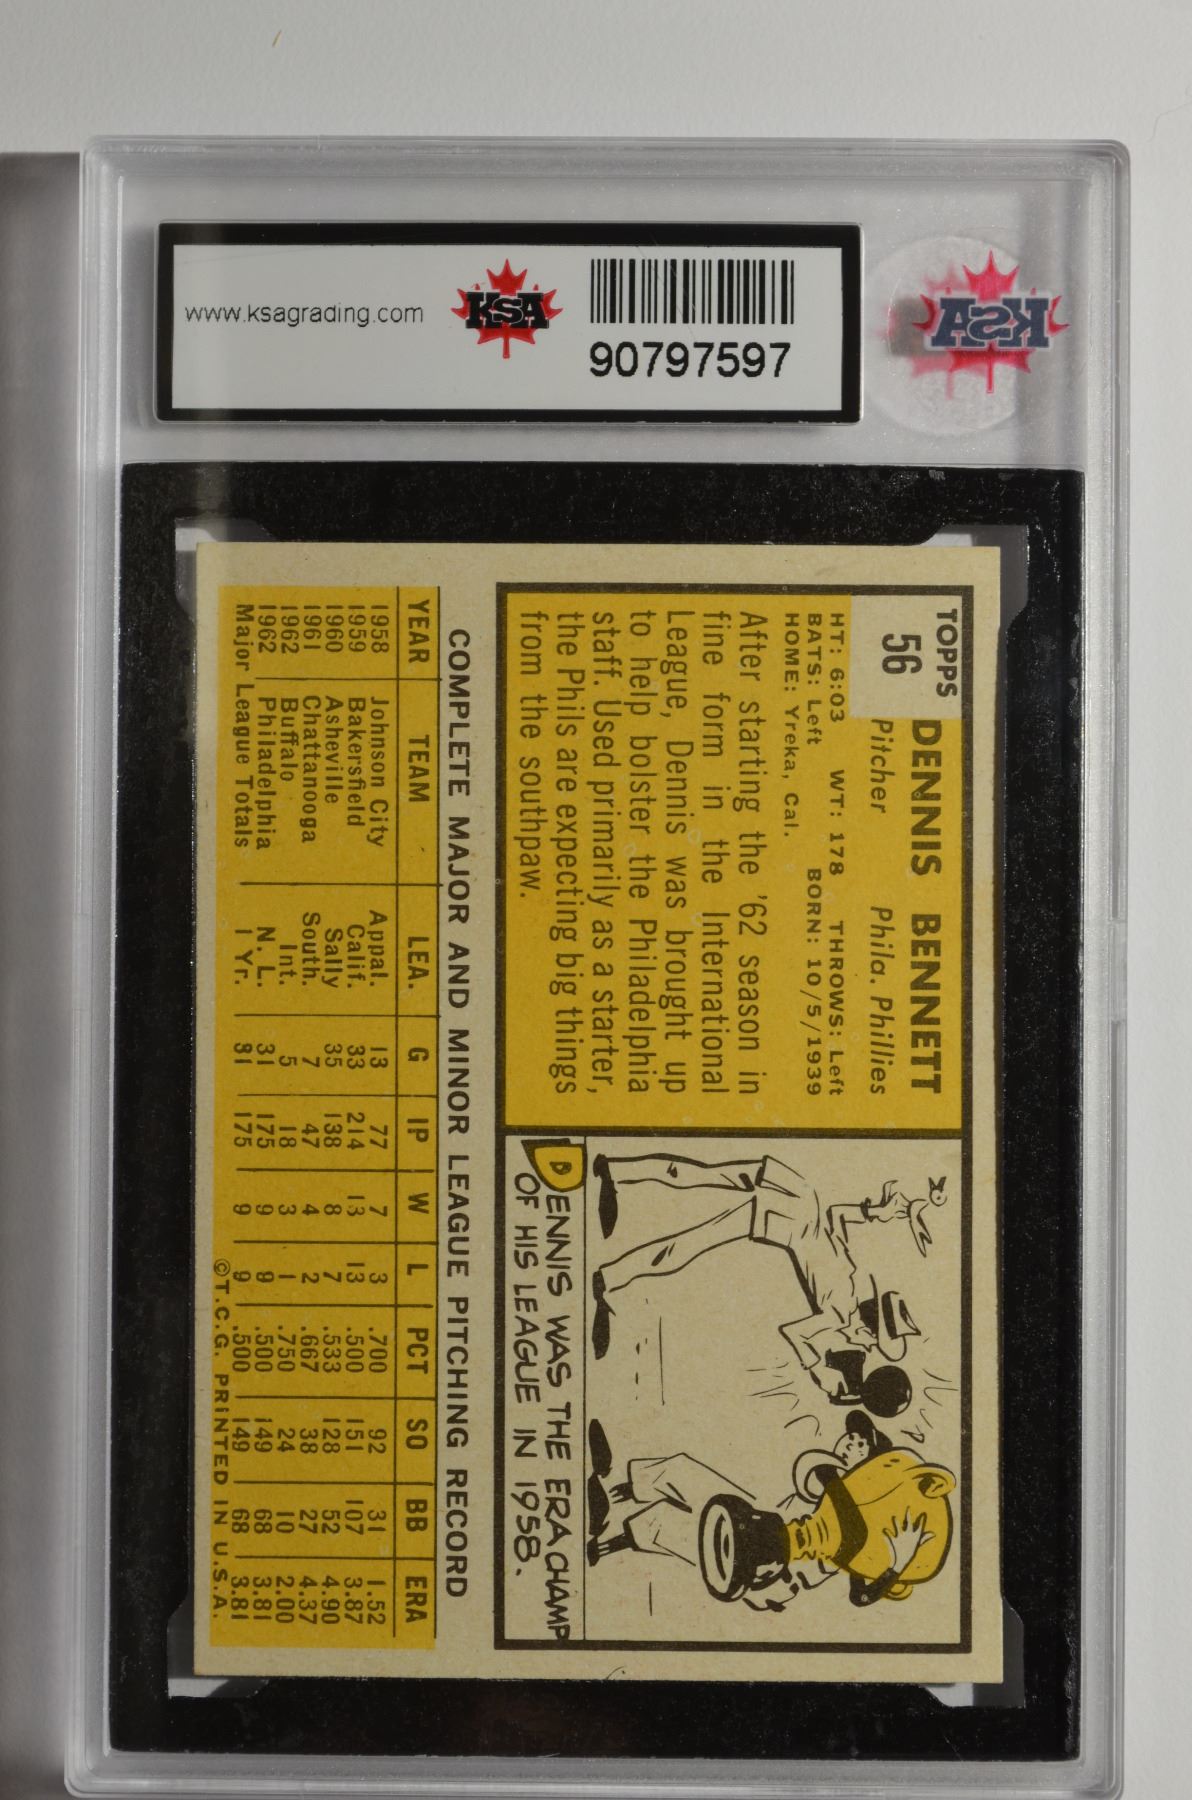 www.ksagrading.com
KSA
90797597
KSA
TOPPS
56
DENNIS BENNETT
Pitcher Phila. Phillies
HT: 6:03 WT: 178 THROWS: Left
BATS: Left BORN: 10/5/1939
HOME: Yreka, Cal.
After starting the '62 season in
fine form in the International
League, Dennis was brought up
to help bolster the Philadelphia
staff. Used primarily as a starter,
the Phils are expecting big things
from the southpaw.
DENNIS WAS THE ERA CHAMP
OF HIS LEAGUE IN 1958.
COMPLETE MAJOR AND MINOR LEAGUE PITCHING RECORD
YEAR TEAM LEA. G IP W L PCT SO BB ERA
1958 Johnson City Appal. 13 77 7 3 .700 92 31 1.52
1959 Bakersfield Calif. 33 214 13 13 .500 151 107 3.87
1960 Asheville Sally 35 138 8 7 .533 128 52 4.90
1961 Chattanooga South. 7 47 4 2 .667 38 27 4.37
1962 Buffalo Int. 5 18 3 1 .750 24 10 2.00
1962 Philadelphia N. L. 31 175 9 9 .500 149 68 3.81
Major League Totals 1 Yr. 31 175 9 9 .500 149 68 3.81
©T.C.G. PRINTED IN U.S.A.